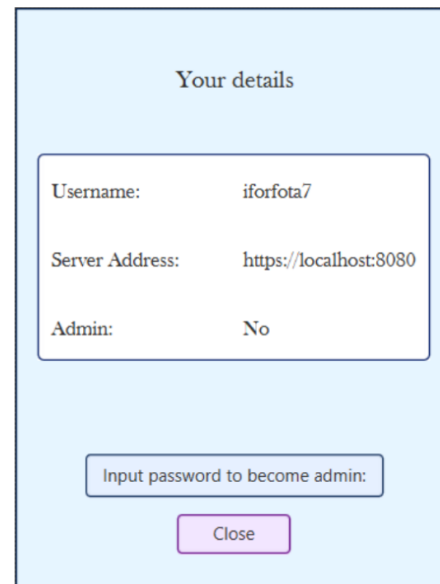 Your details
Username: iforfota7
Server Address: https://localhost:8080
Admin: No
Input password to become admin:
Close